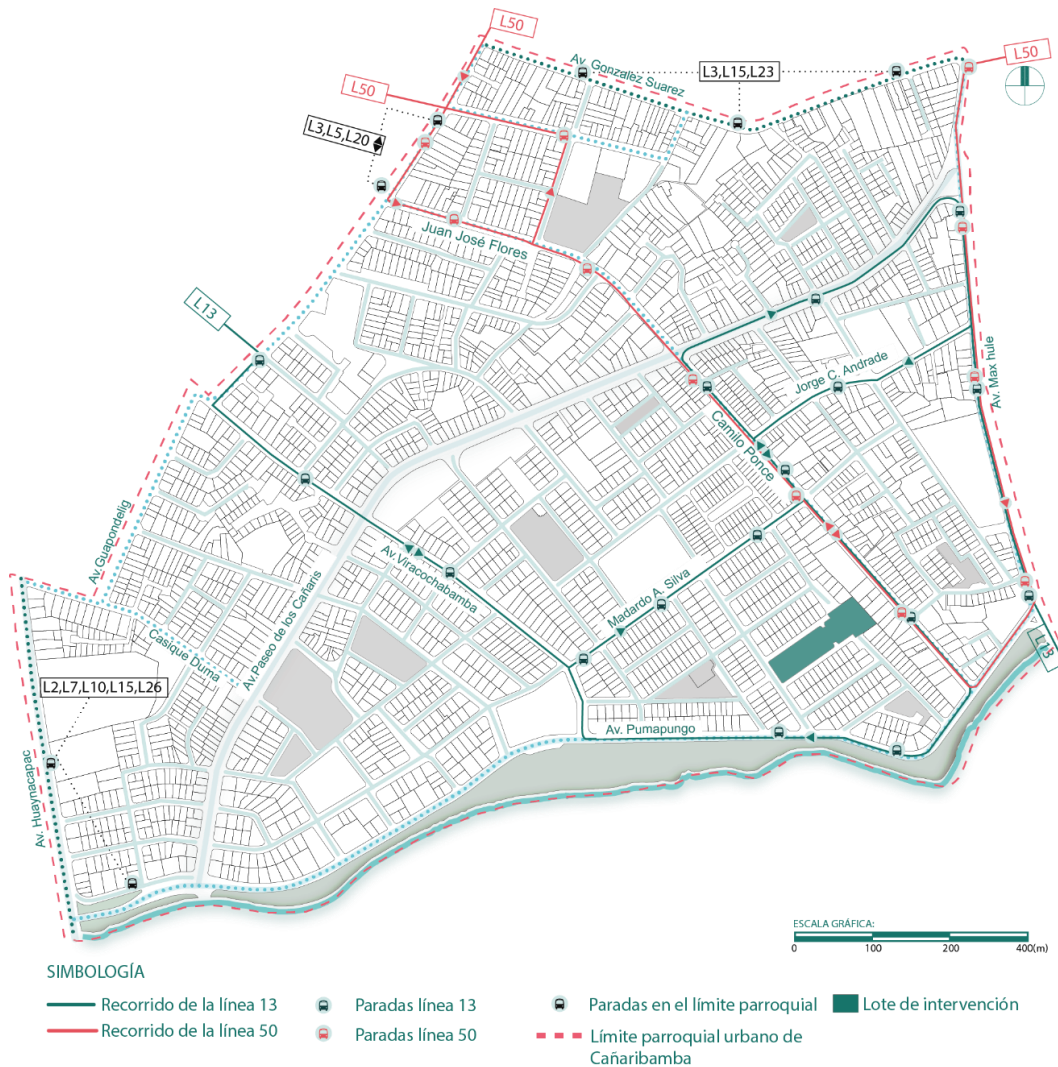 L50
L50
Av. Gonzalez Suarez
L3,L15,L23
L50
L3,L5,L20
Juan José Flores
L13
Jorge C. Andrade
Av. Max hule
Camilo Ponce
Av.Guapondelig
Av.Viracochabamba
Av.Paseo de los Cañaris
Madardo A. Silva
Casique Duma
L13
L2,L7,L10,L15,L26
Av. Pumapungo
Av. Huaynacapac
ESCALA GRÁFICA:
0 100 200 400(m)
SIMBOLOGÍA
Recorrido de la línea 13
Paradas línea 13
Paradas en el límite parroquial
Lote de intervención
Recorrido de la línea 50
Paradas línea 50
Límite parroquial urbano de
Cañaribamba